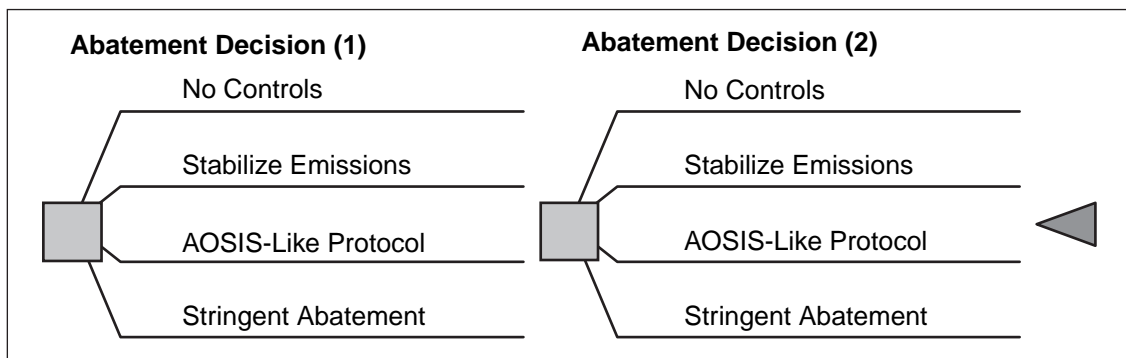 Abatement Decision (1)
No Controls
Stabilize Emissions
AOSIS-Like Protocol
Stringent Abatement
Abatement Decision (2)
No Controls
Stabilize Emissions
AOSIS-Like Protocol
Stringent Abatement